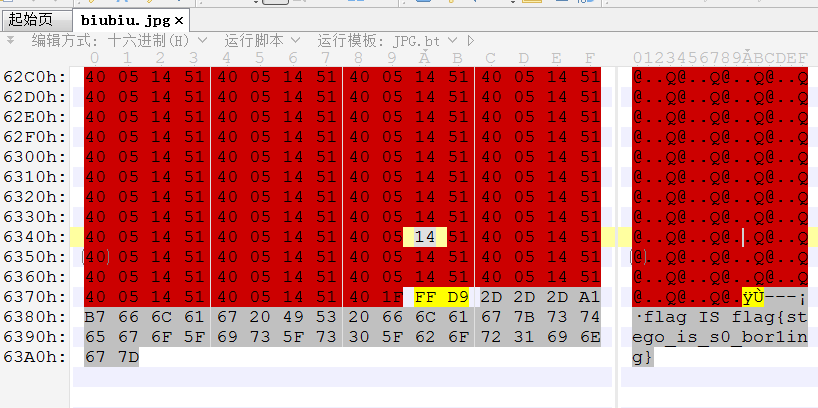 起始页 biubiu.jpg ×
编辑方式: 十六进制(H) 运行脚本 运行模板: JPG.bt
0 1 2 3 4 5 6 7 8 9 A B C D E F 0123456789ABCDEF
62C0h: 40 05 14 51 40 05 14 51 40 05 14 51 40 05 14 51 @..Q@..Q@..Q@..Q
62D0h: 40 05 14 51 40 05 14 51 40 05 14 51 40 05 14 51 @..Q@..Q@..Q@..Q
62E0h: 40 05 14 51 40 05 14 51 40 05 14 51 40 05 14 51 @..Q@..Q@..Q@..Q
62F0h: 40 05 14 51 40 05 14 51 40 05 14 51 40 05 14 51 @..Q@..Q@..Q@..Q
6300h: 40 05 14 51 40 05 14 51 40 05 14 51 40 05 14 51 @..Q@..Q@..Q@..Q
6310h: 40 05 14 51 40 05 14 51 40 05 14 51 40 05 14 51 @..Q@..Q@..Q@..Q
6320h: 40 05 14 51 40 05 14 51 40 05 14 51 40 05 14 51 @..Q@..Q@..Q@..Q
6330h: 40 05 14 51 40 05 14 51 40 05 14 51 40 05 14 51 @..Q@..Q@..Q@..Q
6340h: 40 05 14 51 40 05 14 51 40 05 14 51 40 05 14 51 @..Q@..Q@..Q@..Q
6350h: 40 05 14 51 40 05 14 51 40 05 14 51 40 05 14 51 @..Q@..Q@..Q@..Q
6360h: 40 05 14 51 40 05 14 51 40 05 14 51 40 05 14 51 @..Q@..Q@..Q@..Q
6370h: 40 05 14 51 40 05 14 51 40 1F FF D9 2D 2D 2D A1 @..Q@..Q@.ÿÙ---¡
6380h: B7 66 6C 61 67 20 49 53 20 66 6C 61 67 7B 73 74 ·flag IS flag{st
6390h: 65 67 6F 5F 69 73 5F 73 30 5F 62 6F 72 31 69 6E ego_is_s0_bor1in
63A0h: 67 7D g}